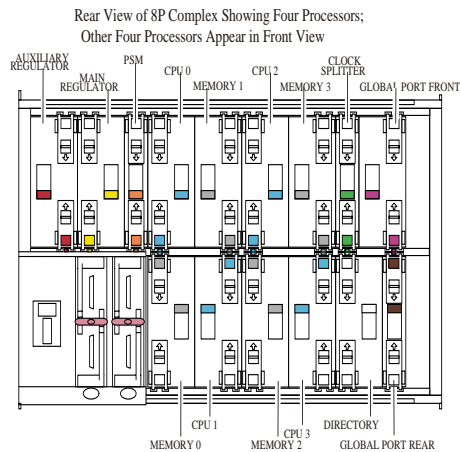 Rear View of 8P Complex Showing Four Processors;
Other Four Processors Appear in Front View
AUXILIARY
REGULATOR
MAIN
REGULATOR
PSM
CPU 0
MEMORY 1
CPU 2
MEMORY 3
CLOCK
SPLITTER
GLOBAL PORT FRONT
MEMORY 0
CPU 1
MEMORY 2
CPU 3
DIRECTORY
GLOBAL PORT REAR